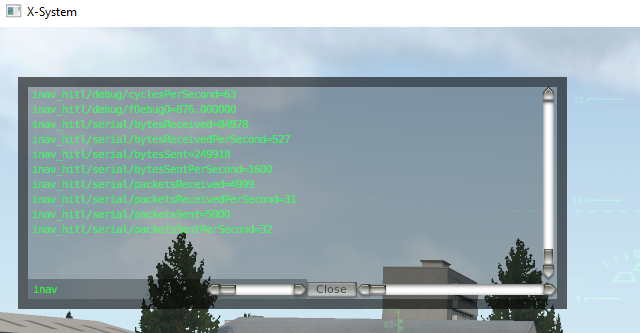 X-System
inav_hitl/debug/cyclesPerSecond=63
inav_hitl/debug/fDebug0=876.000000
inav_hitl/serial/bytesReceived=84978
inav_hitl/serial/bytesReceivedPerSecond=527
inav_hitl/serial/bytesSent=249918
inav_hitl/serial/bytesSentPerSecond=1600
inav_hitl/serial/packetsReceived=4999
inav_hitl/serial/packetsReceivedPerSecond=31
inav_hitl/serial/packetsSent=5000
inav_hitl/serial/packetsSentPerSecond=32
inav
Close